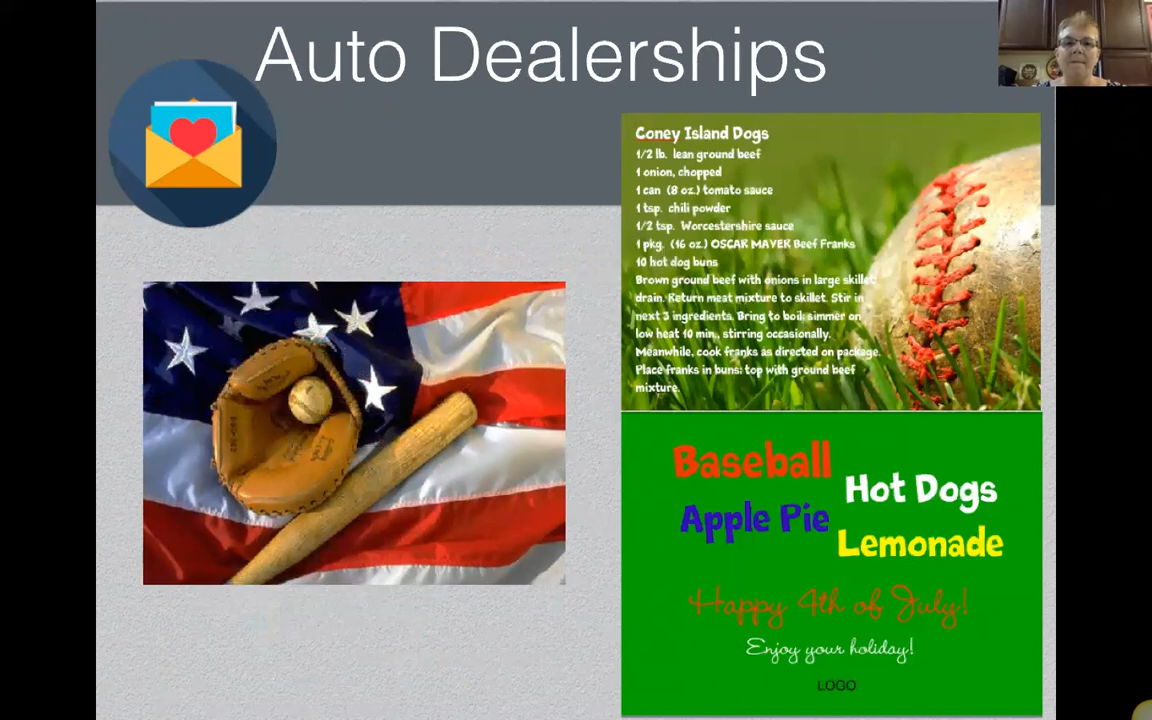 Auto Dealerships
Coney Island Dogs
1/2 lb. lean ground beef
1 onion, chopped
1 can (8 oz.) tomato sauce
1 tsp. chili powder
1/2 tsp. Worcestershire sauce
1 pkg. (16 oz.) OSCAR MAYER Beef Franks
10 hot dog buns
Brown ground beef with onions in large skillet;
drain. Return meat mixture to skillet. Stir in
next 3 ingredients. Bring to boil; simmer on
low heat 10 min., stirring occasionally.
Meanwhile, cook franks as directed on package.
Place franks in buns; top with ground beef
mixture.
Baseball
Hot Dogs
Apple Pie
Lemonade
Happy 4th of July!
Enjoy your holiday!
LOGO